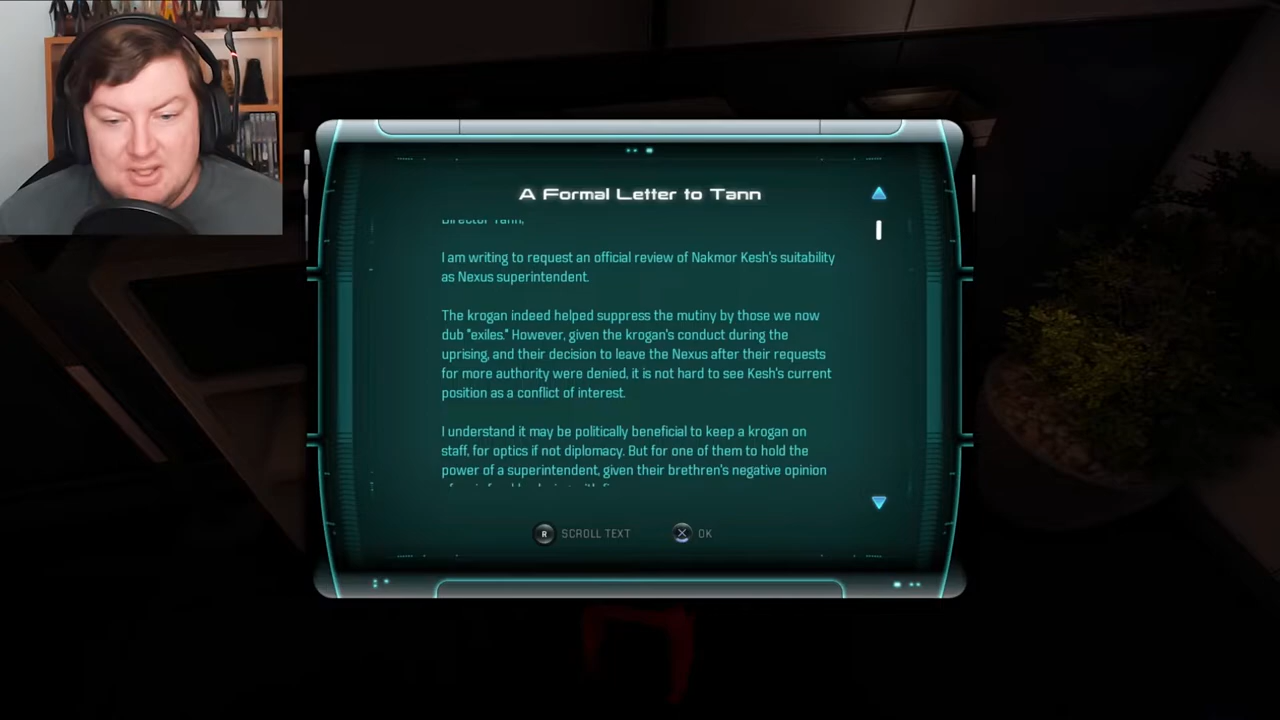 A Formal Letter to Tann
Director Tann,
I am writing to request an official review of Nakmor Kesh's suitability
as Nexus superintendent.
The krogan indeed helped suppress the mutiny by those we now
dub "exiles." However, given the krogan's conduct during the
uprising, and their decision to leave the Nexus after their requests
for more authority were denied, it is not hard to see Kesh's current
position as a conflict of interest.
I understand it may be politically beneficial to keep a krogan on
staff, for optics if not diplomacy. But for one of them to hold the
power of a superintendent, given their brethren's negative opinion
R SCROLL TEXT OK